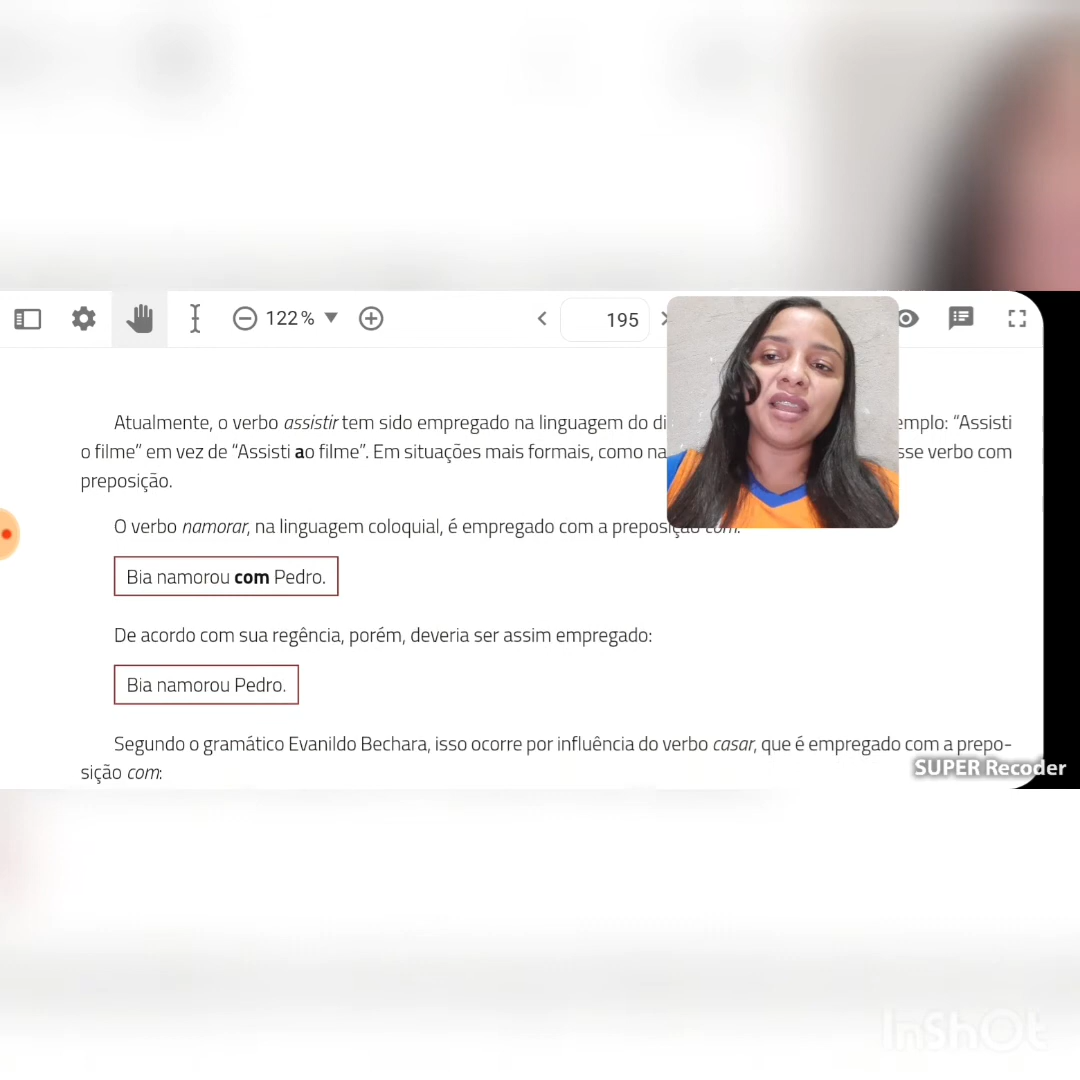 122 %
195
Atualmente, o verbo assistir tem sido empregado na linguagem do di emplo: “Assisti
o filme” em vez de “Assisti ao filme”. Em situações mais formais, como na sse verbo com
preposição.
O verbo namorar, na linguagem coloquial, é empregado com a preposição com.
Bia namorou com Pedro.
De acordo com sua regência, porém, deveria ser assim empregado:
Bia namorou Pedro.
Segundo o gramático Evanildo Bechara, isso ocorre por influência do verbo casar, que é empregado com a prepo-
sição com:
SUPER Recoder
InShOt